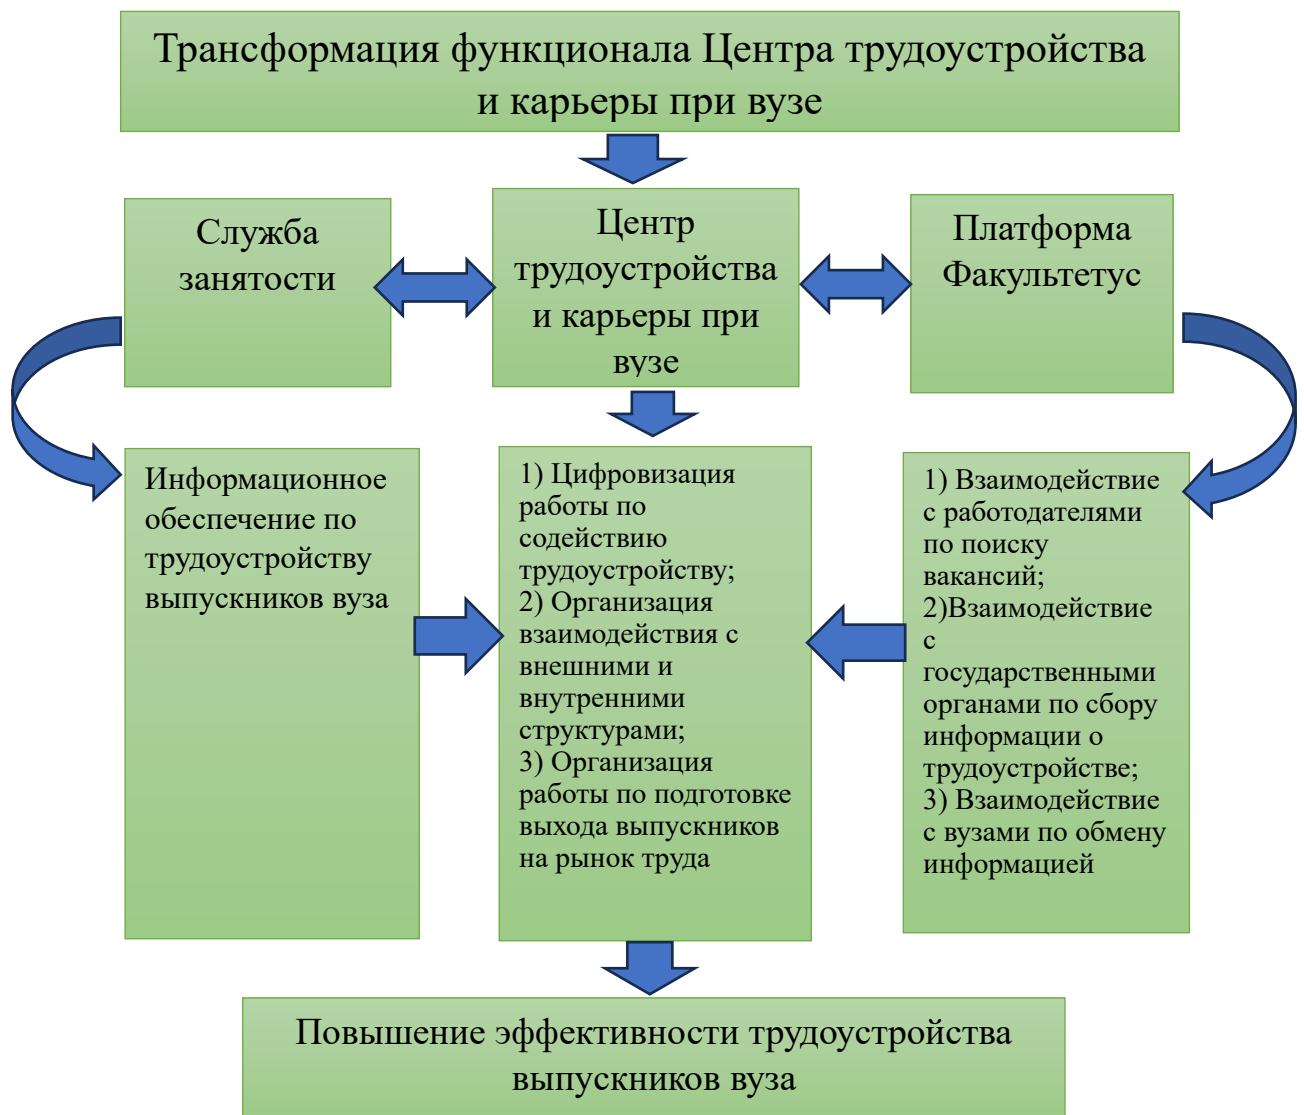 Трансформация функционала Центра трудоустройства
и карьеры при вузе
Служба
занятости
Центр
трудоустройства
и карьеры при
вузе
Платформа
Факультетус
Информационное
обеспечение по
трудоустройству
выпускников вуза
1) Цифровизация
работы по
содействию
трудоустройству;
2) Организация
взаимодействия с
внешними и
внутренними
структурами;
3) Организация
работы по подготовке
выхода выпускников
на рынок труда
1) Взаимодействие
с работодателями
по поиску
вакансий;
2)Взаимодействие
с
государственными
органами по сбору
информации о
трудоустройстве;
3) Взаимодействие
с вузами по обмену
информацией
Повышение эффективности трудоустройства
выпускников вуза